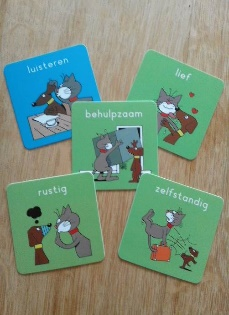 luisteren
lief
behulpzaam
rustig
zelfstandig